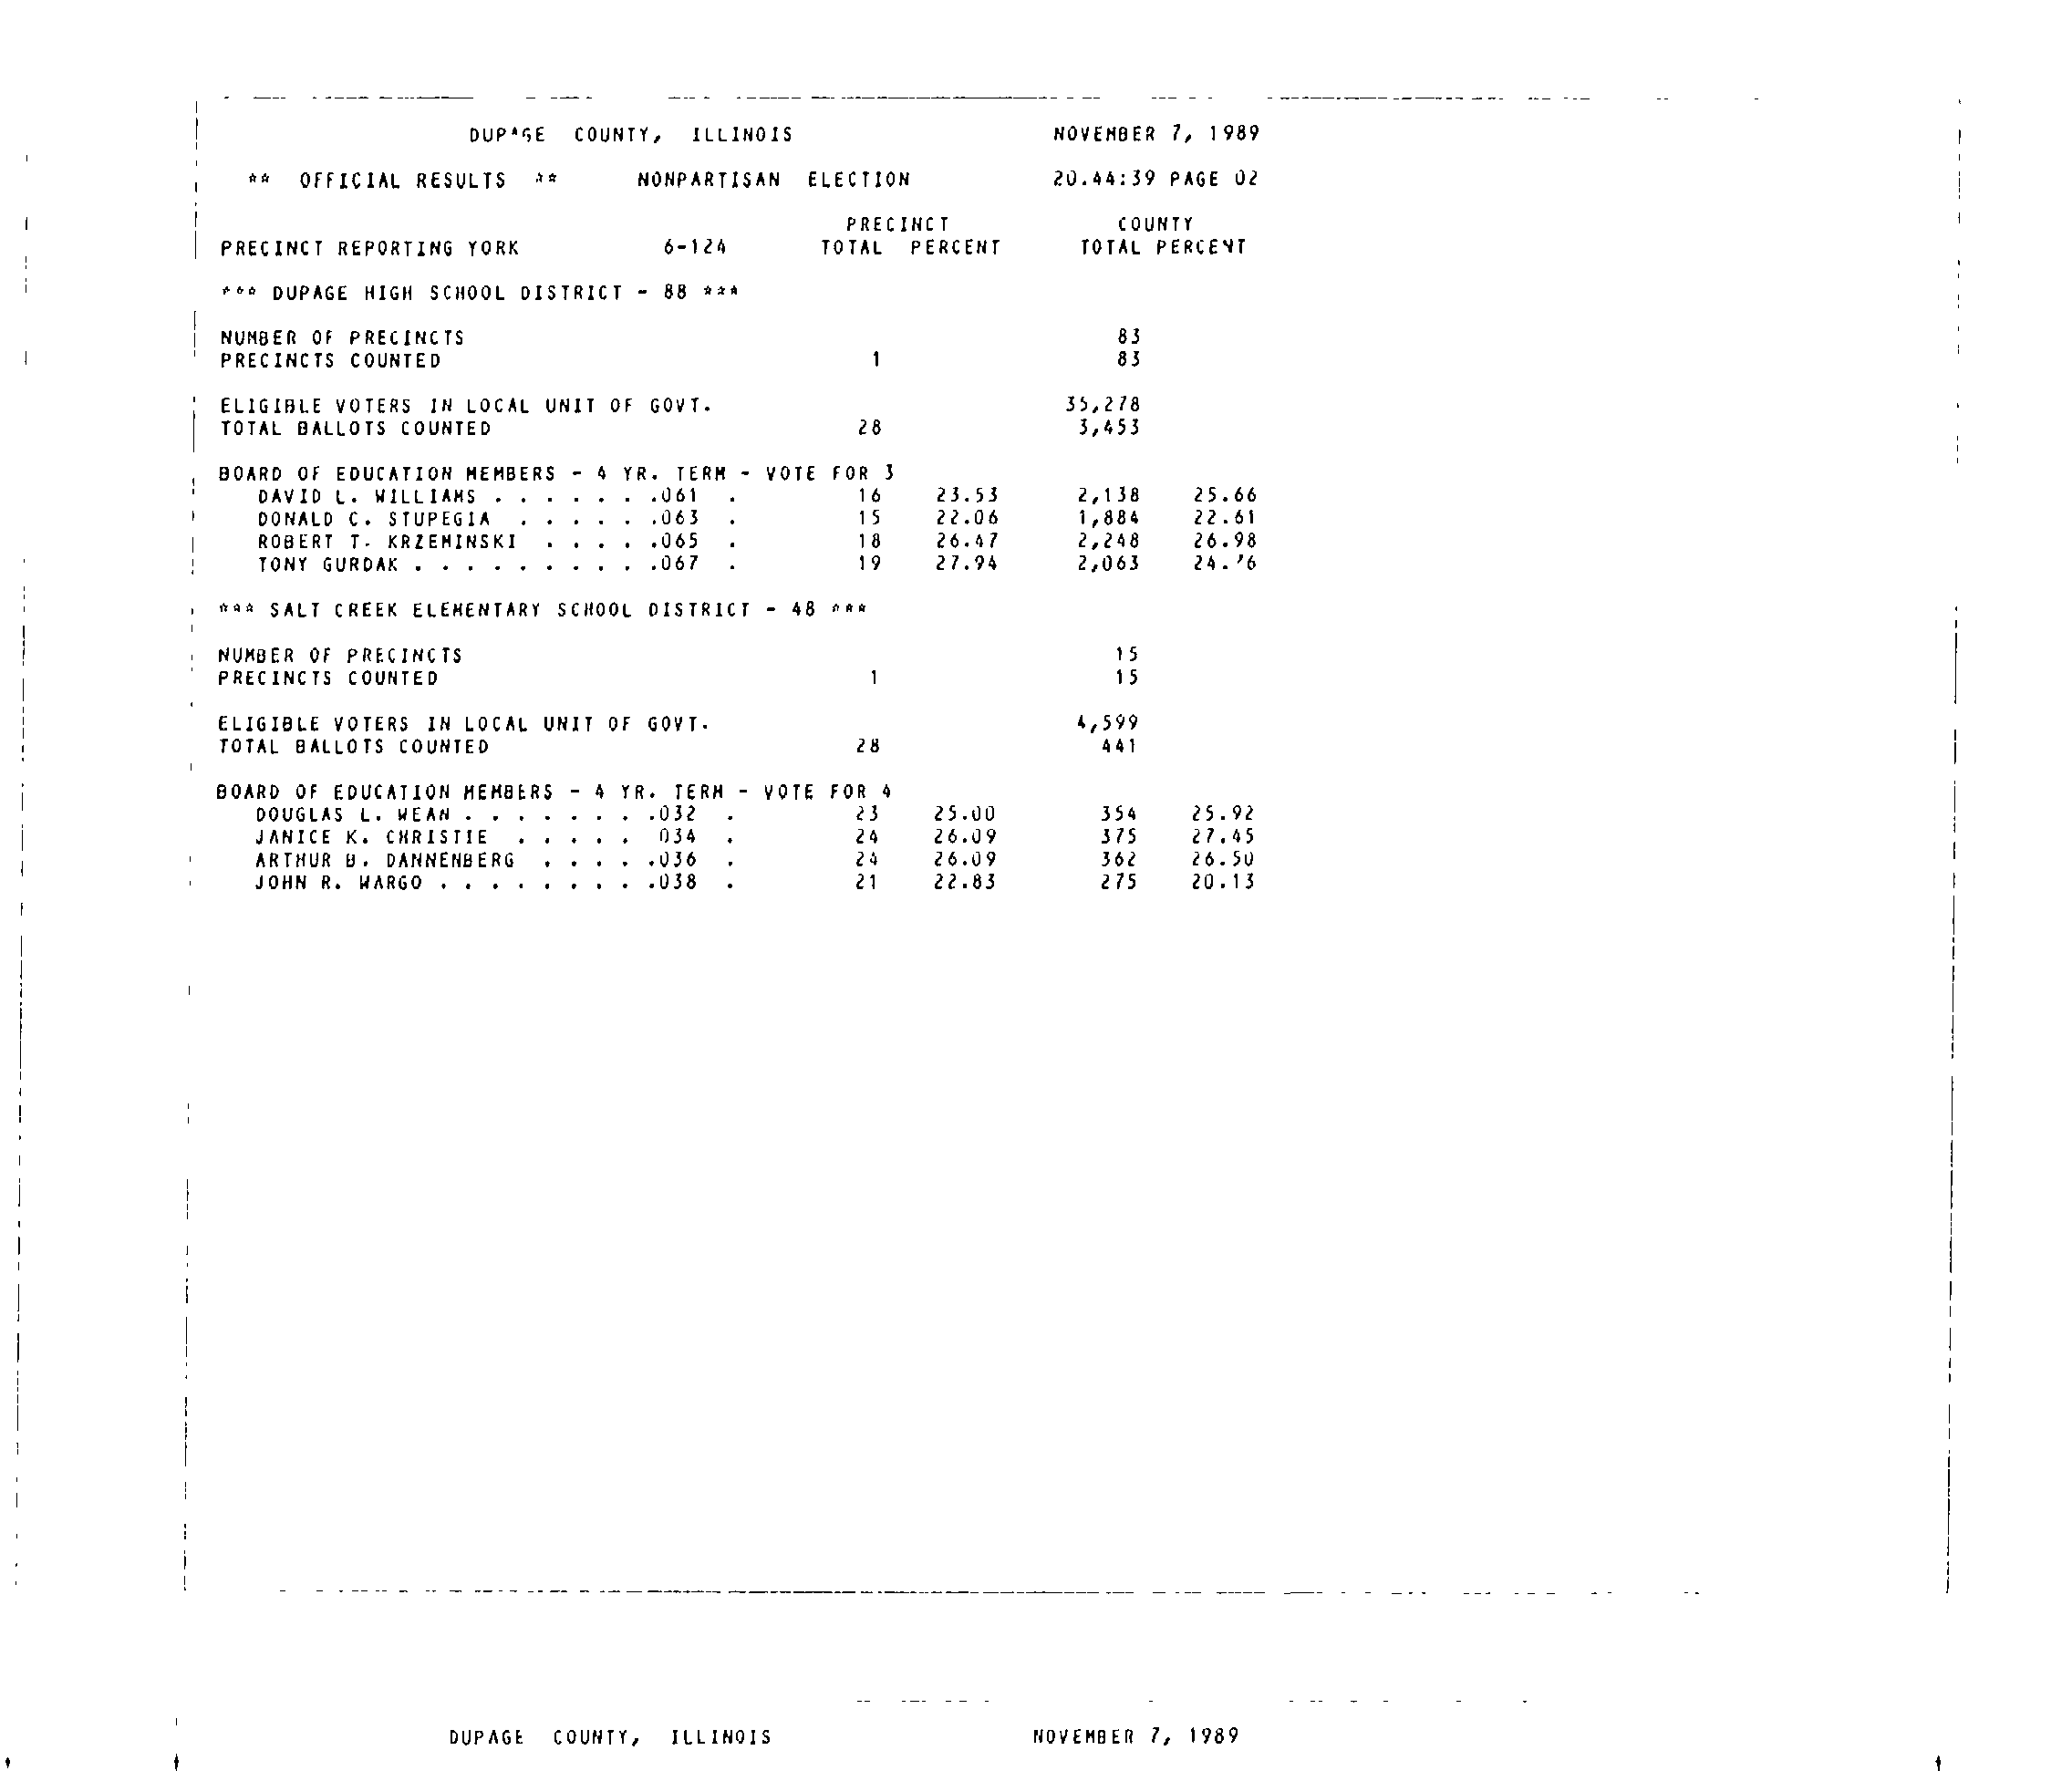 DUPAGE COUNTY, ILLINOIS NOVEMBER 7, 1989
** OFFICIAL RESULTS ** NONPARTISAN ELECTION 20.44:39 PAGE 02
PRECINCT COUNTY
PRECINCT REPORTING YORK 6-124 TOTAL PERCENT TOTAL PERCENT
*** DUPAGE HIGH SCHOOL DISTRICT - 88 ***
NUMBER OF PRECINCTS 83
PRECINCTS COUNTED 1 83
ELIGIBLE VOTERS IN LOCAL UNIT OF GOVT. 35,278
TOTAL BALLOTS COUNTED 28 3,453
BOARD OF EDUCATION MEMBERS - 4 YR. TERM - VOTE FOR 3
DAVID L. WILLIAMS . . . . . . .061 . 16 23.53 2,138 25.66
DONALD C. STUPEGIA . . . . . .063 . 15 22.06 1,884 22.61
ROBERT T. KRZEMINSKI . . . . .065 . 18 26.47 2,248 26.98
TONY GURDAK . . . . . . . . . .067 . 19 27.94 2,063 24.76
*** SALT CREEK ELEMENTARY SCHOOL DISTRICT - 48 ***
NUMBER OF PRECINCTS 15
PRECINCTS COUNTED 1 15
ELIGIBLE VOTERS IN LOCAL UNIT OF GOVT. 4,599
TOTAL BALLOTS COUNTED 28 441
BOARD OF EDUCATION MEMBERS - 4 YR. TERM - VOTE FOR 4
DOUGLAS L. WEAN . . . . . . . .032 . 23 25.00 354 25.92
JANICE K. CHRISTIE . . . . . 034 . 24 26.09 375 27.45
ARTHUR B. DANNENBERG . . . . .036 . 24 26.09 362 26.50
JOHN R. WARGO . . . . . . . . .038 . 21 22.83 275 20.13
DUPAGE COUNTY, ILLINOIS NOVEMBER 7, 1989